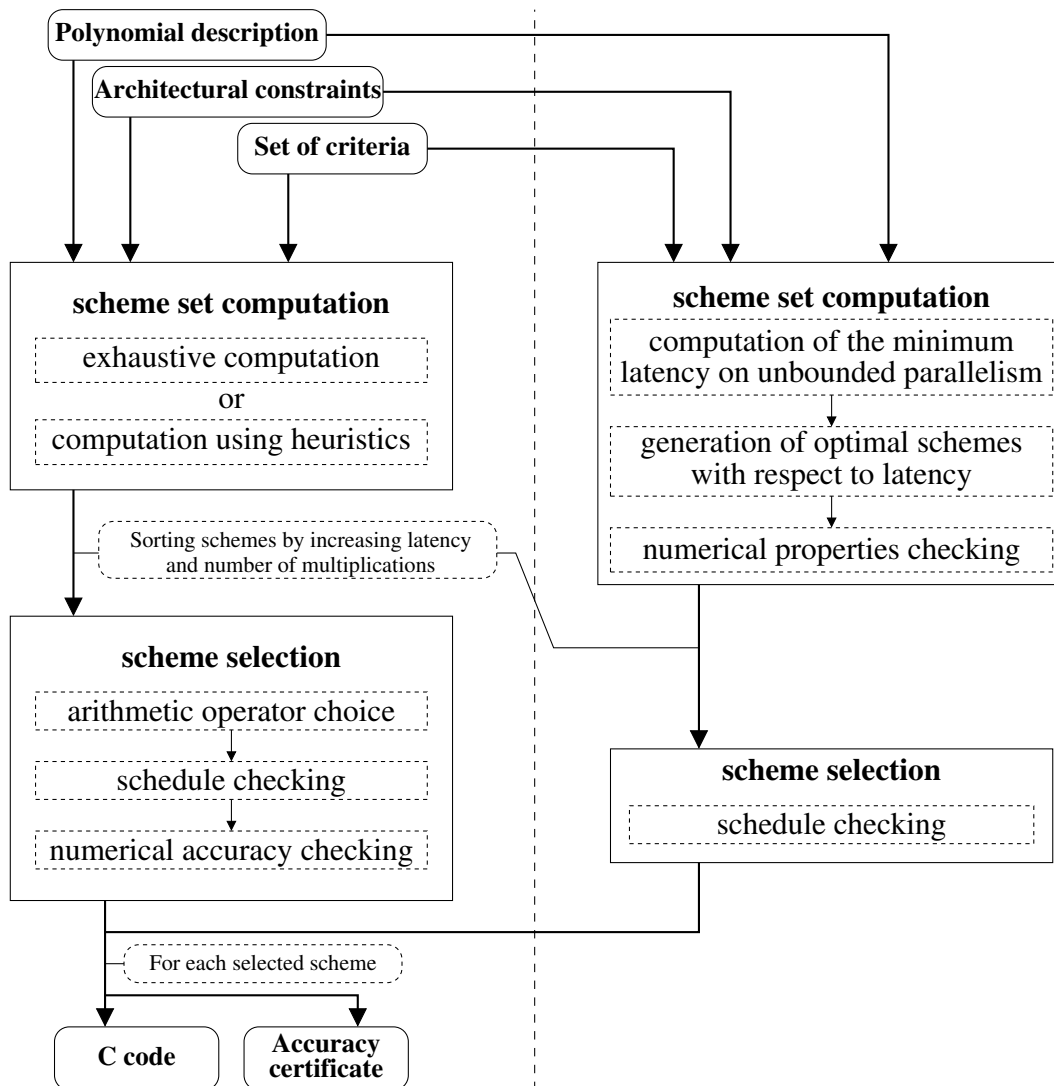 Polynomial description
Architectural constraints
Set of criteria
scheme set computation
exhaustive computation
or
computation using heuristics
Sorting schemes by increasing latency
and number of multiplications
scheme selection
arithmetic operator choice
schedule checking
numerical accuracy checking
scheme set computation
computation of the minimum
latency on unbounded parallelism
generation of optimal schemes
with respect to latency
numerical properties checking
scheme selection
schedule checking
For each selected scheme
C code
Accuracy
certificate